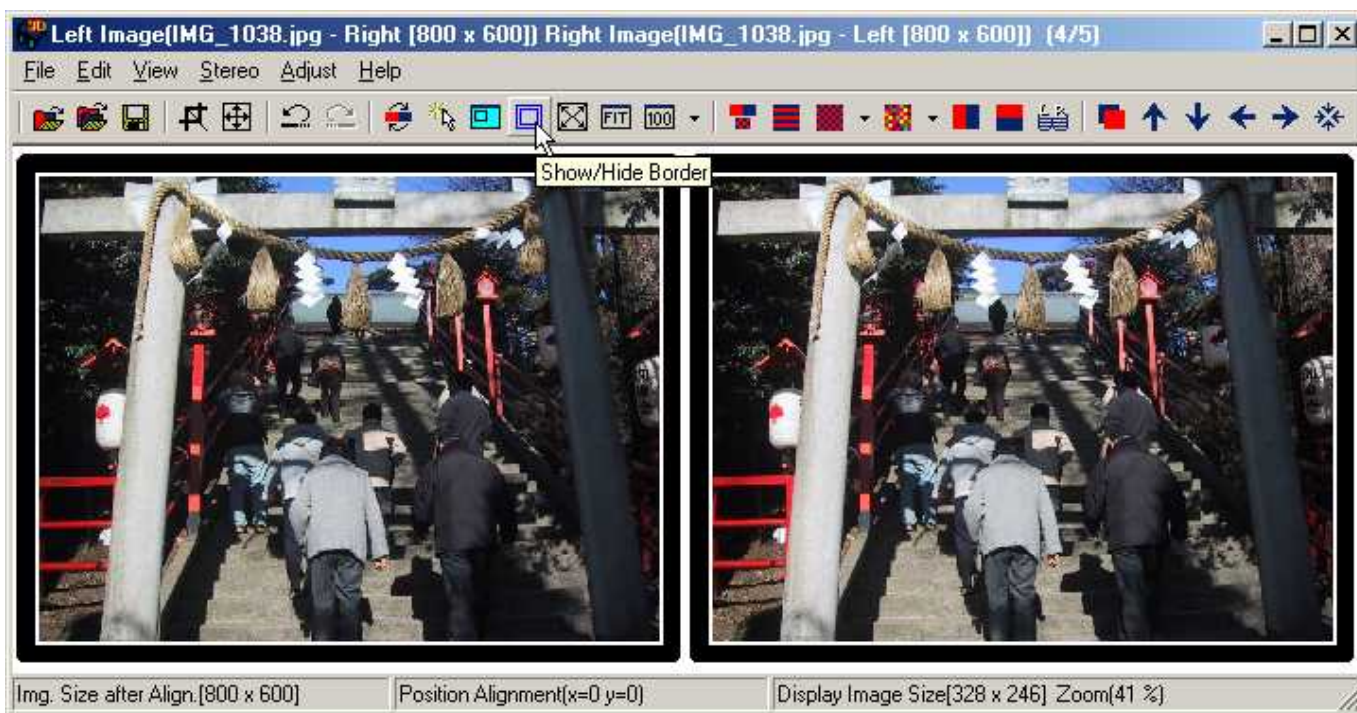 Left Image(IMG_1038.jpg - Right [800 x 600]) Right Image(IMG_1038.jpg - Left [800 x 600]) (4/5)
File Edit View Stereo Adjust Help
FIT 100
Show/Hide Border
Img. Size after Align.[800 x 600] Position Alignment(x=0 y=0) Display Image Size[328 x 246] Zoom(41 %)